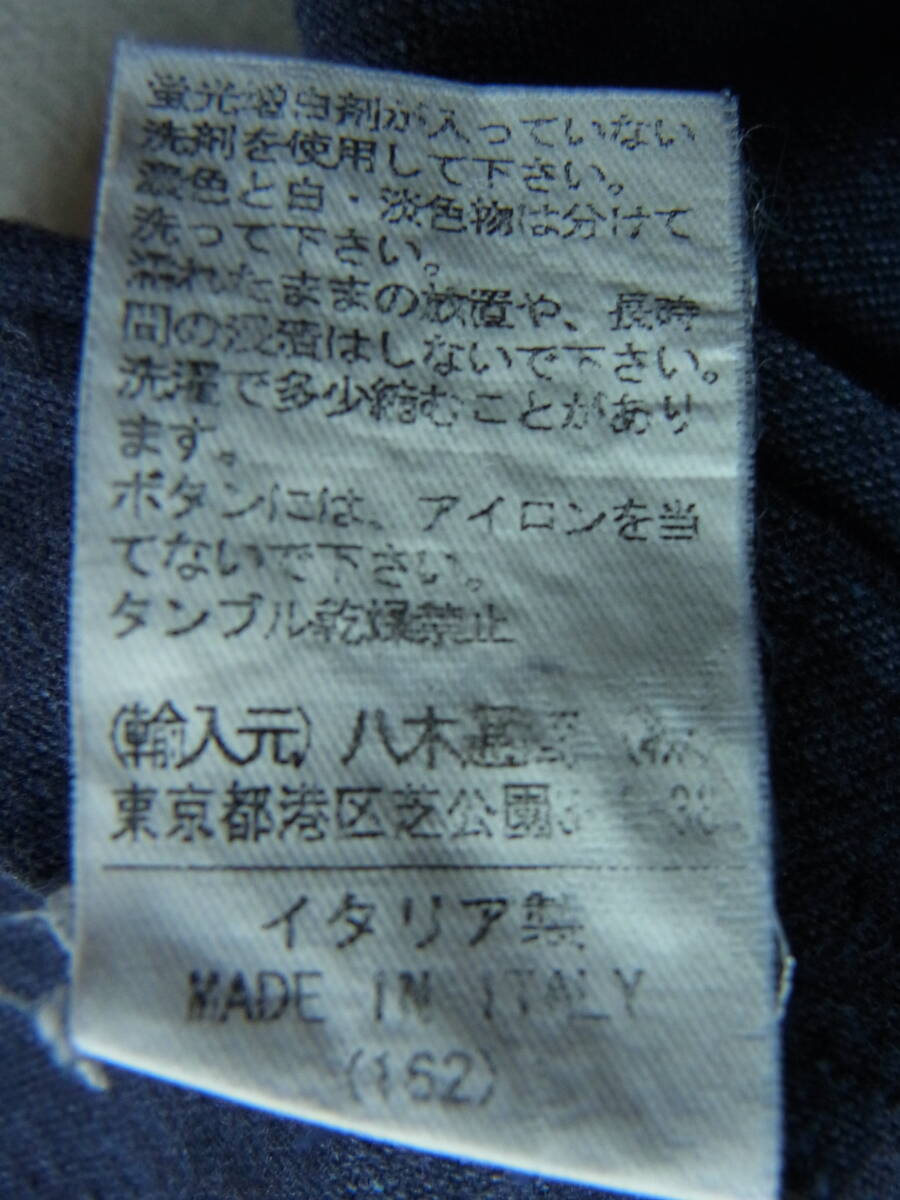 蛍光増白剤が入っていない
洗剤を使用して下さい。
濃色と白・淡色物は分けて
洗って下さい。
濡れたままの放置や、長時
間の浸漬はしないで下さい。
洗濯で多少縮むことがあり
ます。
ボタンには、アイロンを当
てないで下さい。
タンブル乾燥禁止
(輸入元) 八木通商
東京都港区芝公園
イタリア製
MADE IN ITALY
(162)